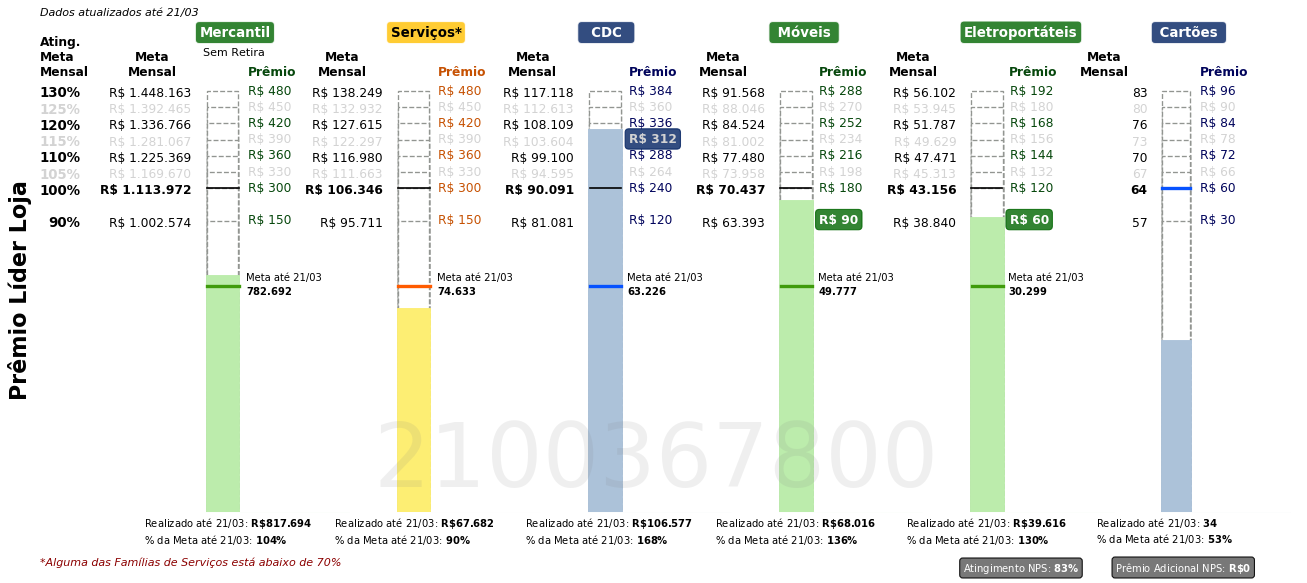 Dados atualizados até 21/03
Mercantil Serviços* CDC Móveis Eletroportáteis Cartões
Sem Retira
Ating. Meta Mensal
Meta Mensal Prêmio Meta Mensal Prêmio Meta Mensal Prêmio Meta Mensal Prêmio Meta Mensal Prêmio Meta Mensal Prêmio
130% R$ 1.448.163 R$ 480 R$ 138.249 R$ 480 R$ 117.118 R$ 384 R$ 91.568 R$ 288 R$ 56.102 R$ 192 83 R$ 96
125% R$ 1.392.465 R$ 450 R$ 132.932 R$ 450 R$ 112.613 R$ 360 R$ 88.046 R$ 270 R$ 53.945 R$ 180 80 R$ 90
120% R$ 1.336.766 R$ 420 R$ 127.615 R$ 420 R$ 108.109 R$ 336 R$ 84.524 R$ 252 R$ 51.787 R$ 168 76 R$ 84
115% R$ 1.281.067 R$ 390 R$ 122.297 R$ 390 R$ 103.604 R$ 312 R$ 81.002 R$ 234 R$ 49.629 R$ 156 73 R$ 78
110% R$ 1.225.369 R$ 360 R$ 116.980 R$ 360 R$ 99.100 R$ 288 R$ 77.480 R$ 216 R$ 47.471 R$ 144 70 R$ 72
105% R$ 1.169.670 R$ 330 R$ 111.663 R$ 330 R$ 94.595 R$ 264 R$ 73.958 R$ 198 R$ 45.313 R$ 132 67 R$ 66
100% R$ 1.113.972 R$ 300 R$ 106.346 R$ 300 R$ 90.091 R$ 240 R$ 70.437 R$ 180 R$ 43.156 R$ 120 64 R$ 60
90% R$ 1.002.574 R$ 150 R$ 95.711 R$ 150 R$ 81.081 R$ 120 R$ 63.393 R$ 90 R$ 38.840 R$ 60 57 R$ 30
Prêmio Líder Loja
Meta até 21/03 Meta até 21/03 Meta até 21/03 Meta até 21/03 Meta até 21/03
782.692 74.633 63.226 49.777 30.299
2100367800
Realizado até 21/03: R$817.694 Realizado até 21/03: R$67.682 Realizado até 21/03: R$106.577 Realizado até 21/03: R$68.016 Realizado até 21/03: R$39.616 Realizado até 21/03: 34
% da Meta até 21/03: 104% % da Meta até 21/03: 90% % da Meta até 21/03: 168% % da Meta até 21/03: 136% % da Meta até 21/03: 130% % da Meta até 21/03: 53%
*Alguma das Famílias de Serviços está abaixo de 70%
Atingimento NPS: 83% Prêmio Adicional NPS: R$0